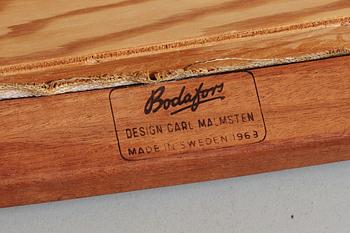 Bodafors
DESIGN CARL MALMSTEN
MADE IN SWEDEN 1963